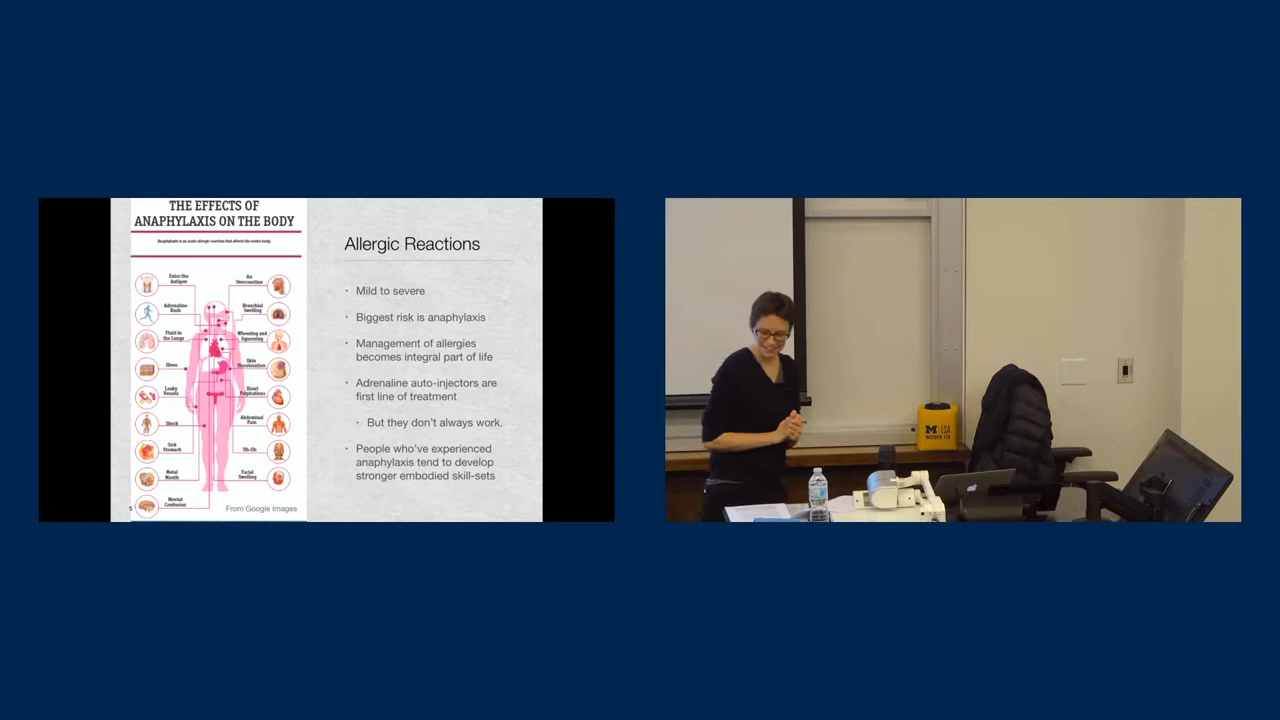 THE EFFECTS OF
ANAPHYLAXIS ON THE BODY
Anaphylaxis is an acute allergic reaction that affects the entire body.
Enter the
Antigen
Adrenaline
Rush
Fluid in
the Lungs
Hives
Leaky
Vessels
Shock
Sick
Stomach
Metal
Mouth
Mental
Confusion
An
Overreaction
Bronchial
Swelling
Wheezing and
Squeezing
Skin
Discoloration
Heart
Palpitations
Abdominal
Pain
Uh-Oh
Facial
Swelling
5
From Google Images
Allergic Reactions
• Mild to severe
• Biggest risk is anaphylaxis
• Management of allergies
becomes integral part of life
• Adrenaline auto-injectors are
first line of treatment
• But they don't always work.
• People who've experienced
anaphylaxis tend to develop
stronger embodied skill-sets
M LSA
WEISER 110